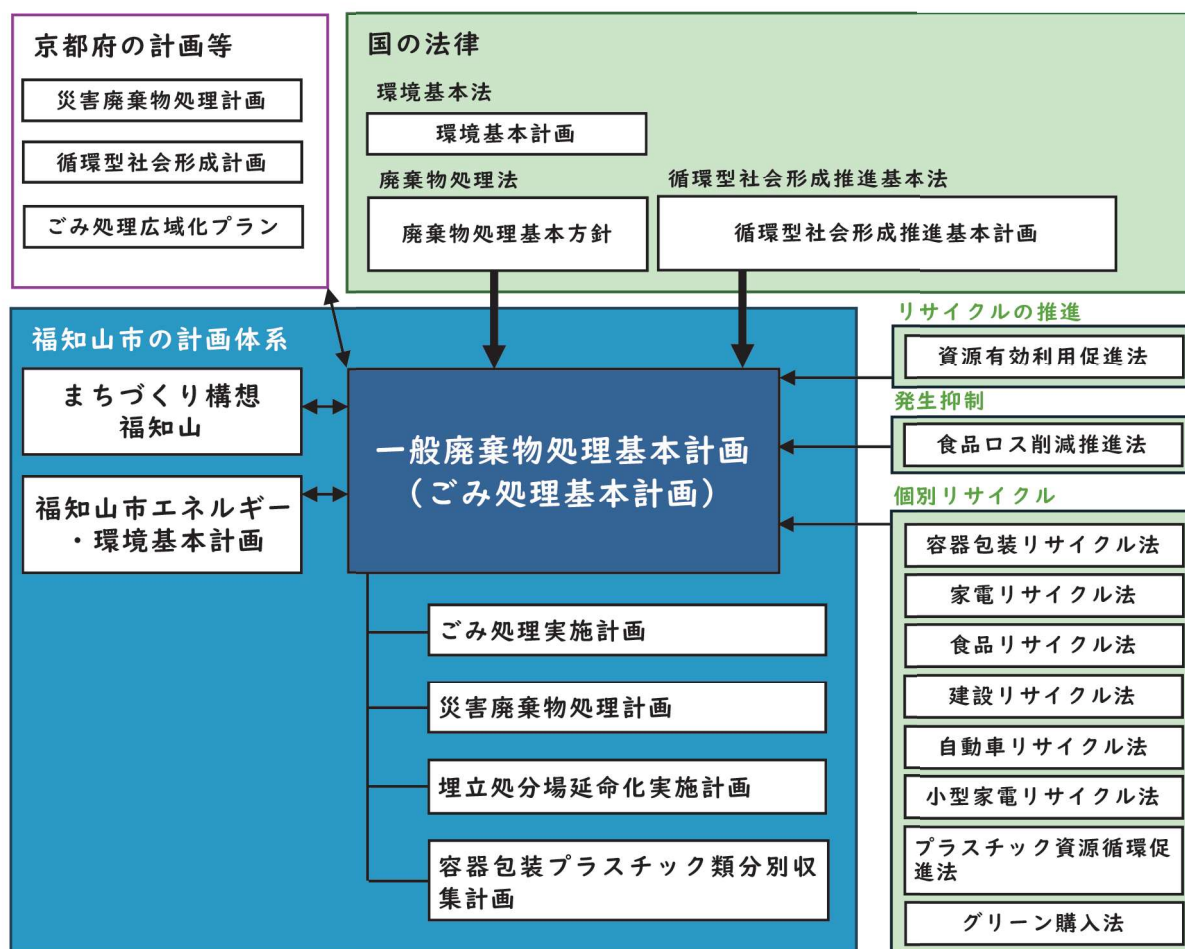 京都府の計画等
災害廃棄物処理計画
循環型社会形成計画
ごみ処理広域化プラン
国の法律
環境基本法
環境基本計画
廃棄物処理法
廃棄物処理基本方針
循環型社会形成推進基本法
循環型社会形成推進基本計画
福知山市の計画体系
まちづくり構想
福知山
福知山市エネルギー
・環境基本計画
一般廃棄物処理基本計画
（ごみ処理基本計画）
ごみ処理実施計画
災害廃棄物処理計画
埋立処分場延命化実施計画
容器包装プラスチック類分別収
集計画
リサイクルの推進
資源有効利用促進法
発生抑制
食品ロス削減推進法
個別リサイクル
容器包装リサイクル法
家電リサイクル法
食品リサイクル法
建設リサイクル法
自動車リサイクル法
小型家電リサイクル法
プラスチック資源循環促
進法
グリーン購入法